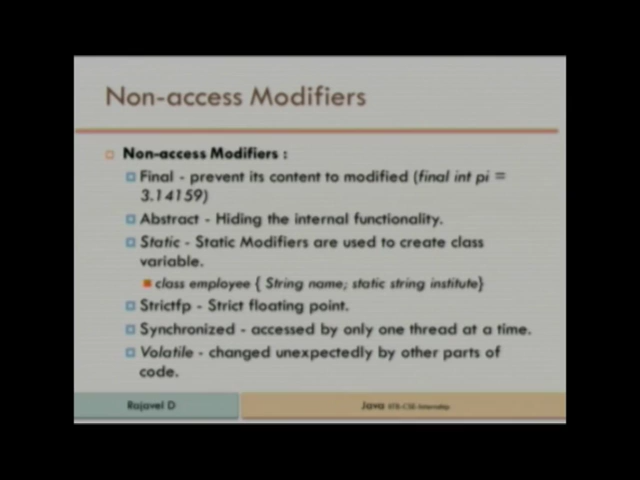 Non-access Modifiers
Non-access Modifiers :
Final - prevent its content to modified (final int pi =
3.14159)
Abstract - Hiding the internal functionality.
Static - Static Modifiers are used to create class
variable.
class employee { String name; static string institute}
Strictfp - Strict floating point.
Synchronized - accessed by only one thread at a time.
Volatile - changed unexpectedly by other parts of
code.
Rajavel D
Java IITB-CSE-Internship